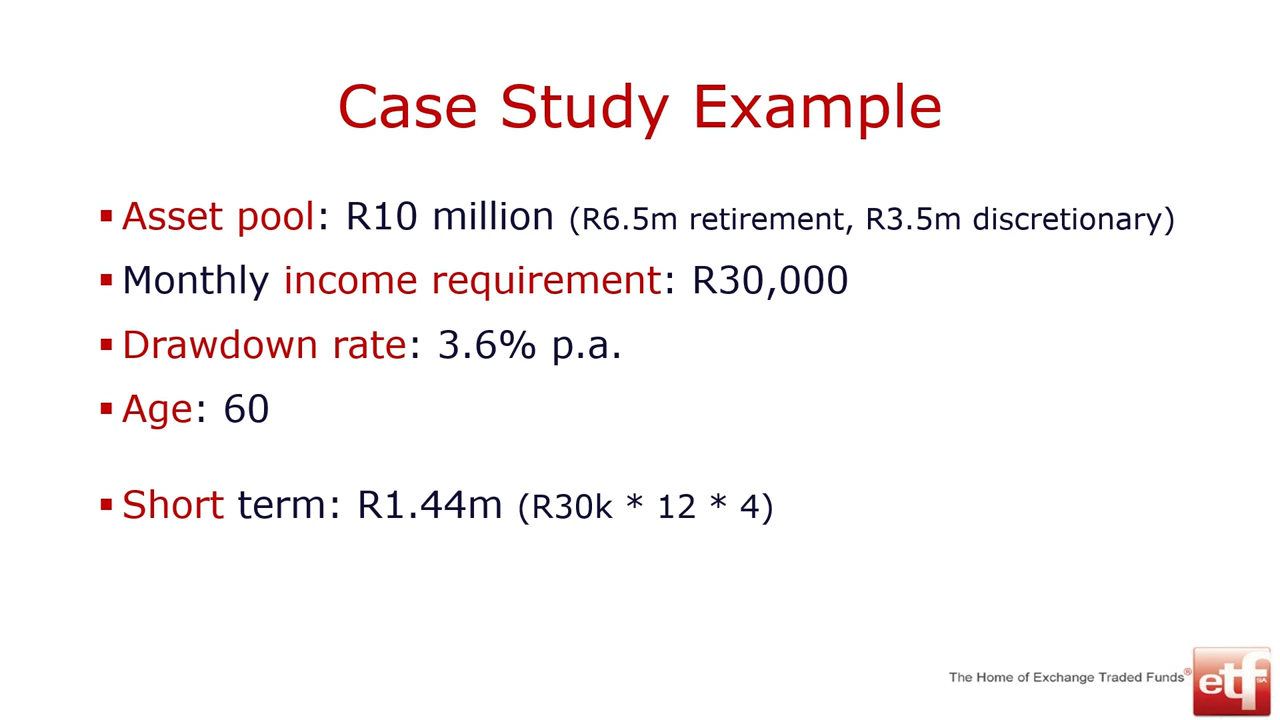 Case Study Example
▪ Asset pool: R10 million (R6.5m retirement, R3.5m discretionary)
▪ Monthly income requirement: R30,000
▪ Drawdown rate: 3.6% p.a.
▪ Age: 60
▪ Short term: R1.44m (R30k * 12 * 4)
The Home of Exchange Traded Funds®
etfSA